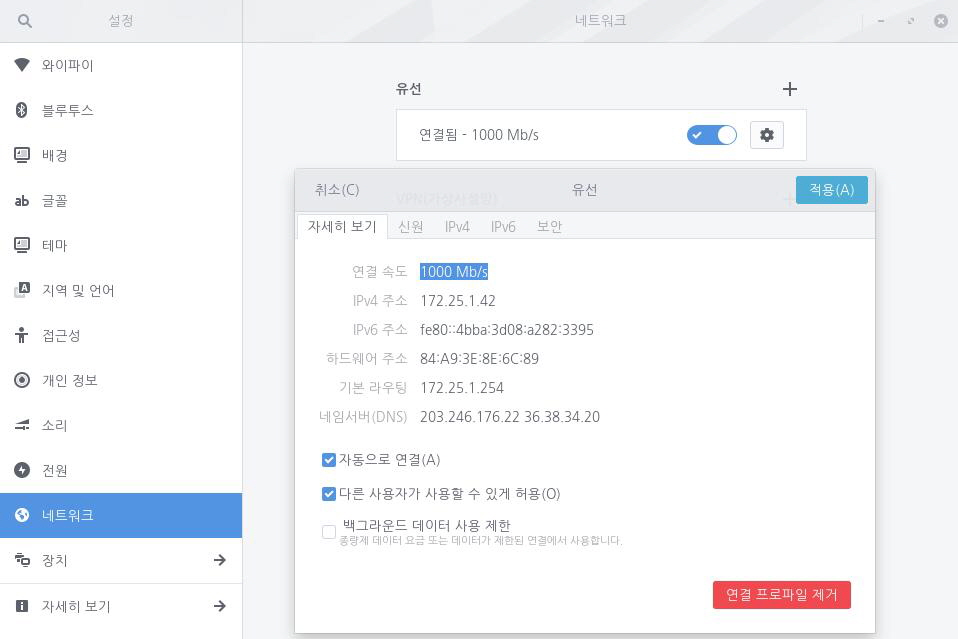 설정
네트워크
와이파이
블루투스
배경
글꼴
테마
지역 및 언어
접근성
개인 정보
소리
전원
네트워크
장치
자세히 보기
유선
연결됨 - 1000 Mb/s
취소(C)
VPN(가상사설망)
유선
적용(A)
자세히 보기 신원 IPv4 IPv6 보안
연결 속도 1000 Mb/s
IPv4 주소 172.25.1.42
IPv6 주소 fe80::4bba:3d08:a282:3395
하드웨어 주소 84:A9:3E:8E:6C:89
기본 라우팅 172.25.1.254
네임서버(DNS) 203.246.176.22 36.38.34.20
자동으로 연결(A)
다른 사용자가 사용할 수 있게 허용(O)
백그라운드 데이터 사용 제한
종량제 데이터 요금 또는 데이터가 제한된 연결에서 사용합니다.
연결 프로파일 제거